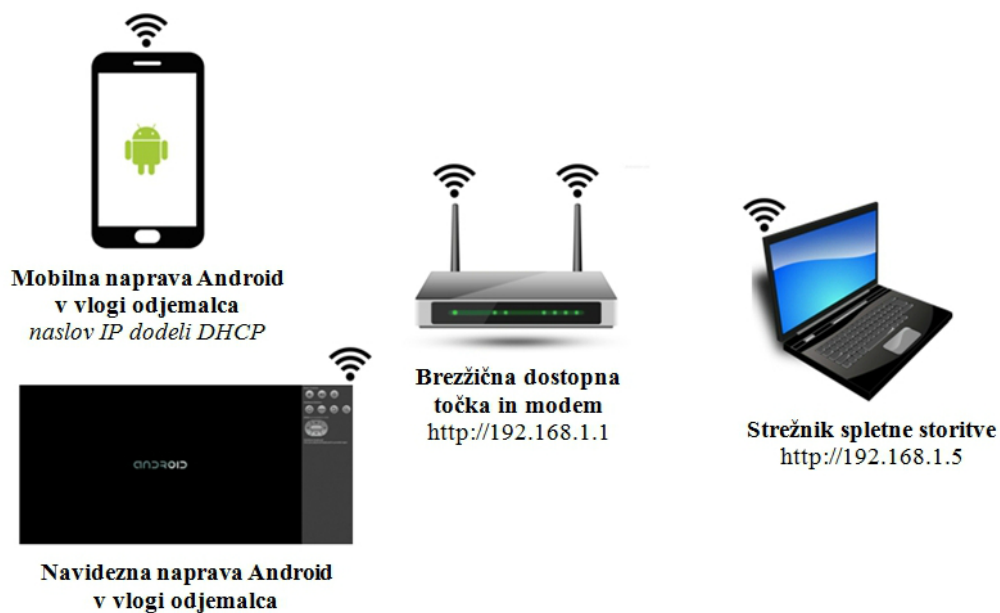 Mobilna naprava Android
v vlogi odjemalca
naslov IP dodeli DHCP
Brezžična dostopna
točka in modem
http://192.168.1.1
Strežnik spletne storitve
http://192.168.1.5
ANDROID
Navidezna naprava Android
v vlogi odjemalca